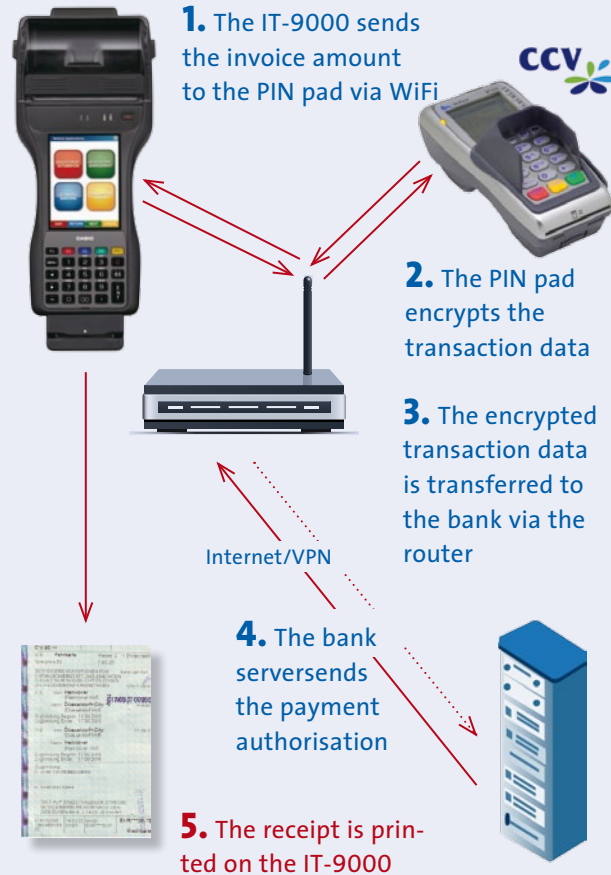 1. The IT-9000 sends
the invoice amount
to the PIN pad via WiFi
CCV
CASIO
2. The PIN pad
encrypts the
transaction data
3. The encrypted
transaction data
is transferred to
the bank via the
router
Internet/VPN
4. The bank
serversends
the payment
authorisation
5. The receipt is prin-
ted on the IT-9000